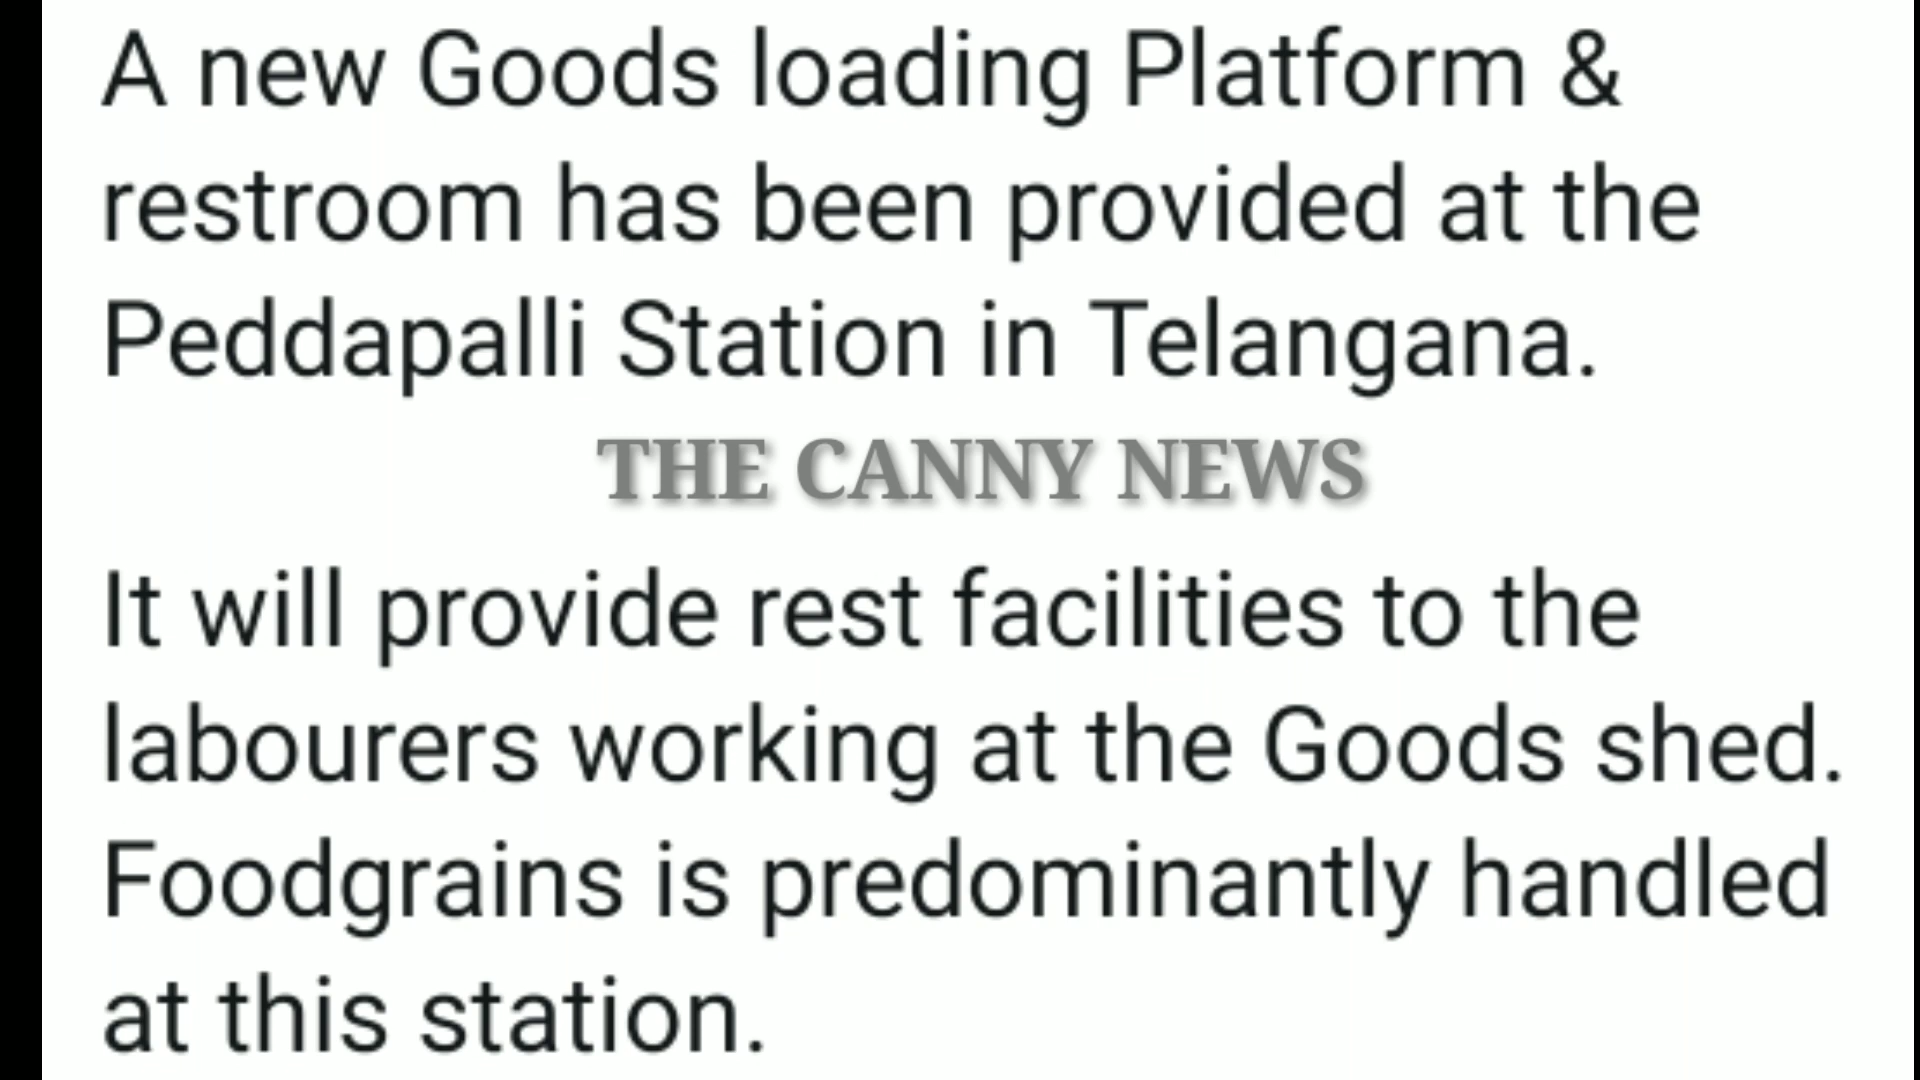 A new Goods loading Platform &
restroom has been provided at the
Peddapalli Station in Telangana.
THE CANNY NEWS
It will provide rest facilities to the
labourers working at the Goods shed.
Foodgrains is predominantly handled
at this station.